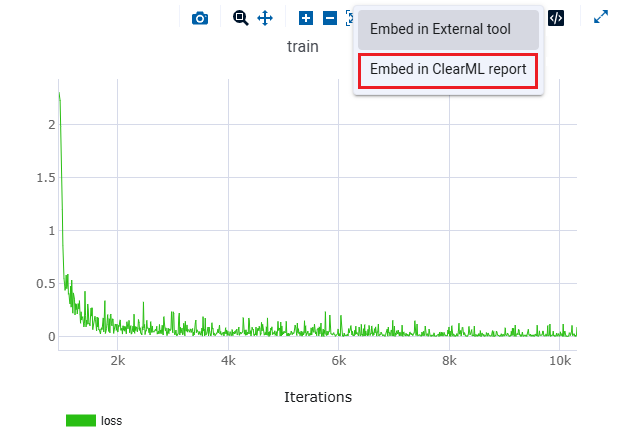 Embed in External tool
Embed in ClearML report
train
2
1.5
1
0.5
0
2k
4k
6k
8k
10k
Iterations
loss